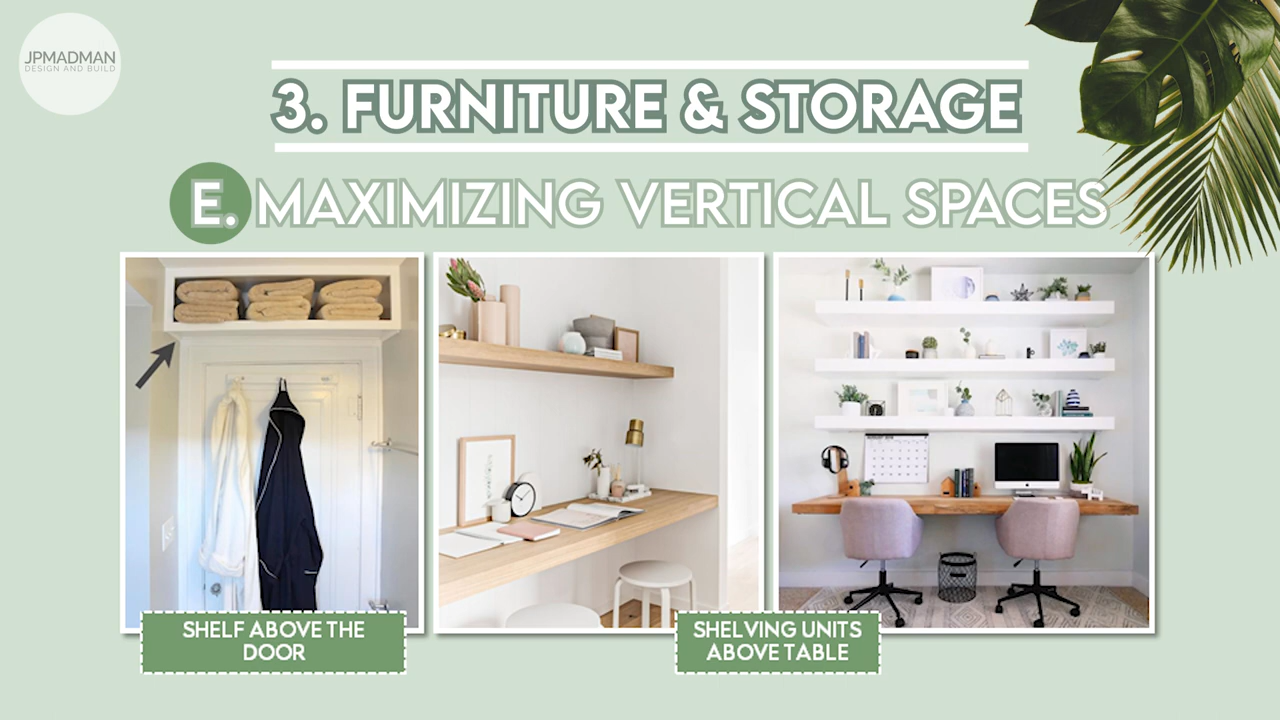 JPMADMAN
DESIGN AND BUILD
3. FURNITURE & STORAGE
E. MAXIMIZING VERTICAL SPACES
SHELF ABOVE THE
DOOR
SHELVING UNITS
ABOVE TABLE